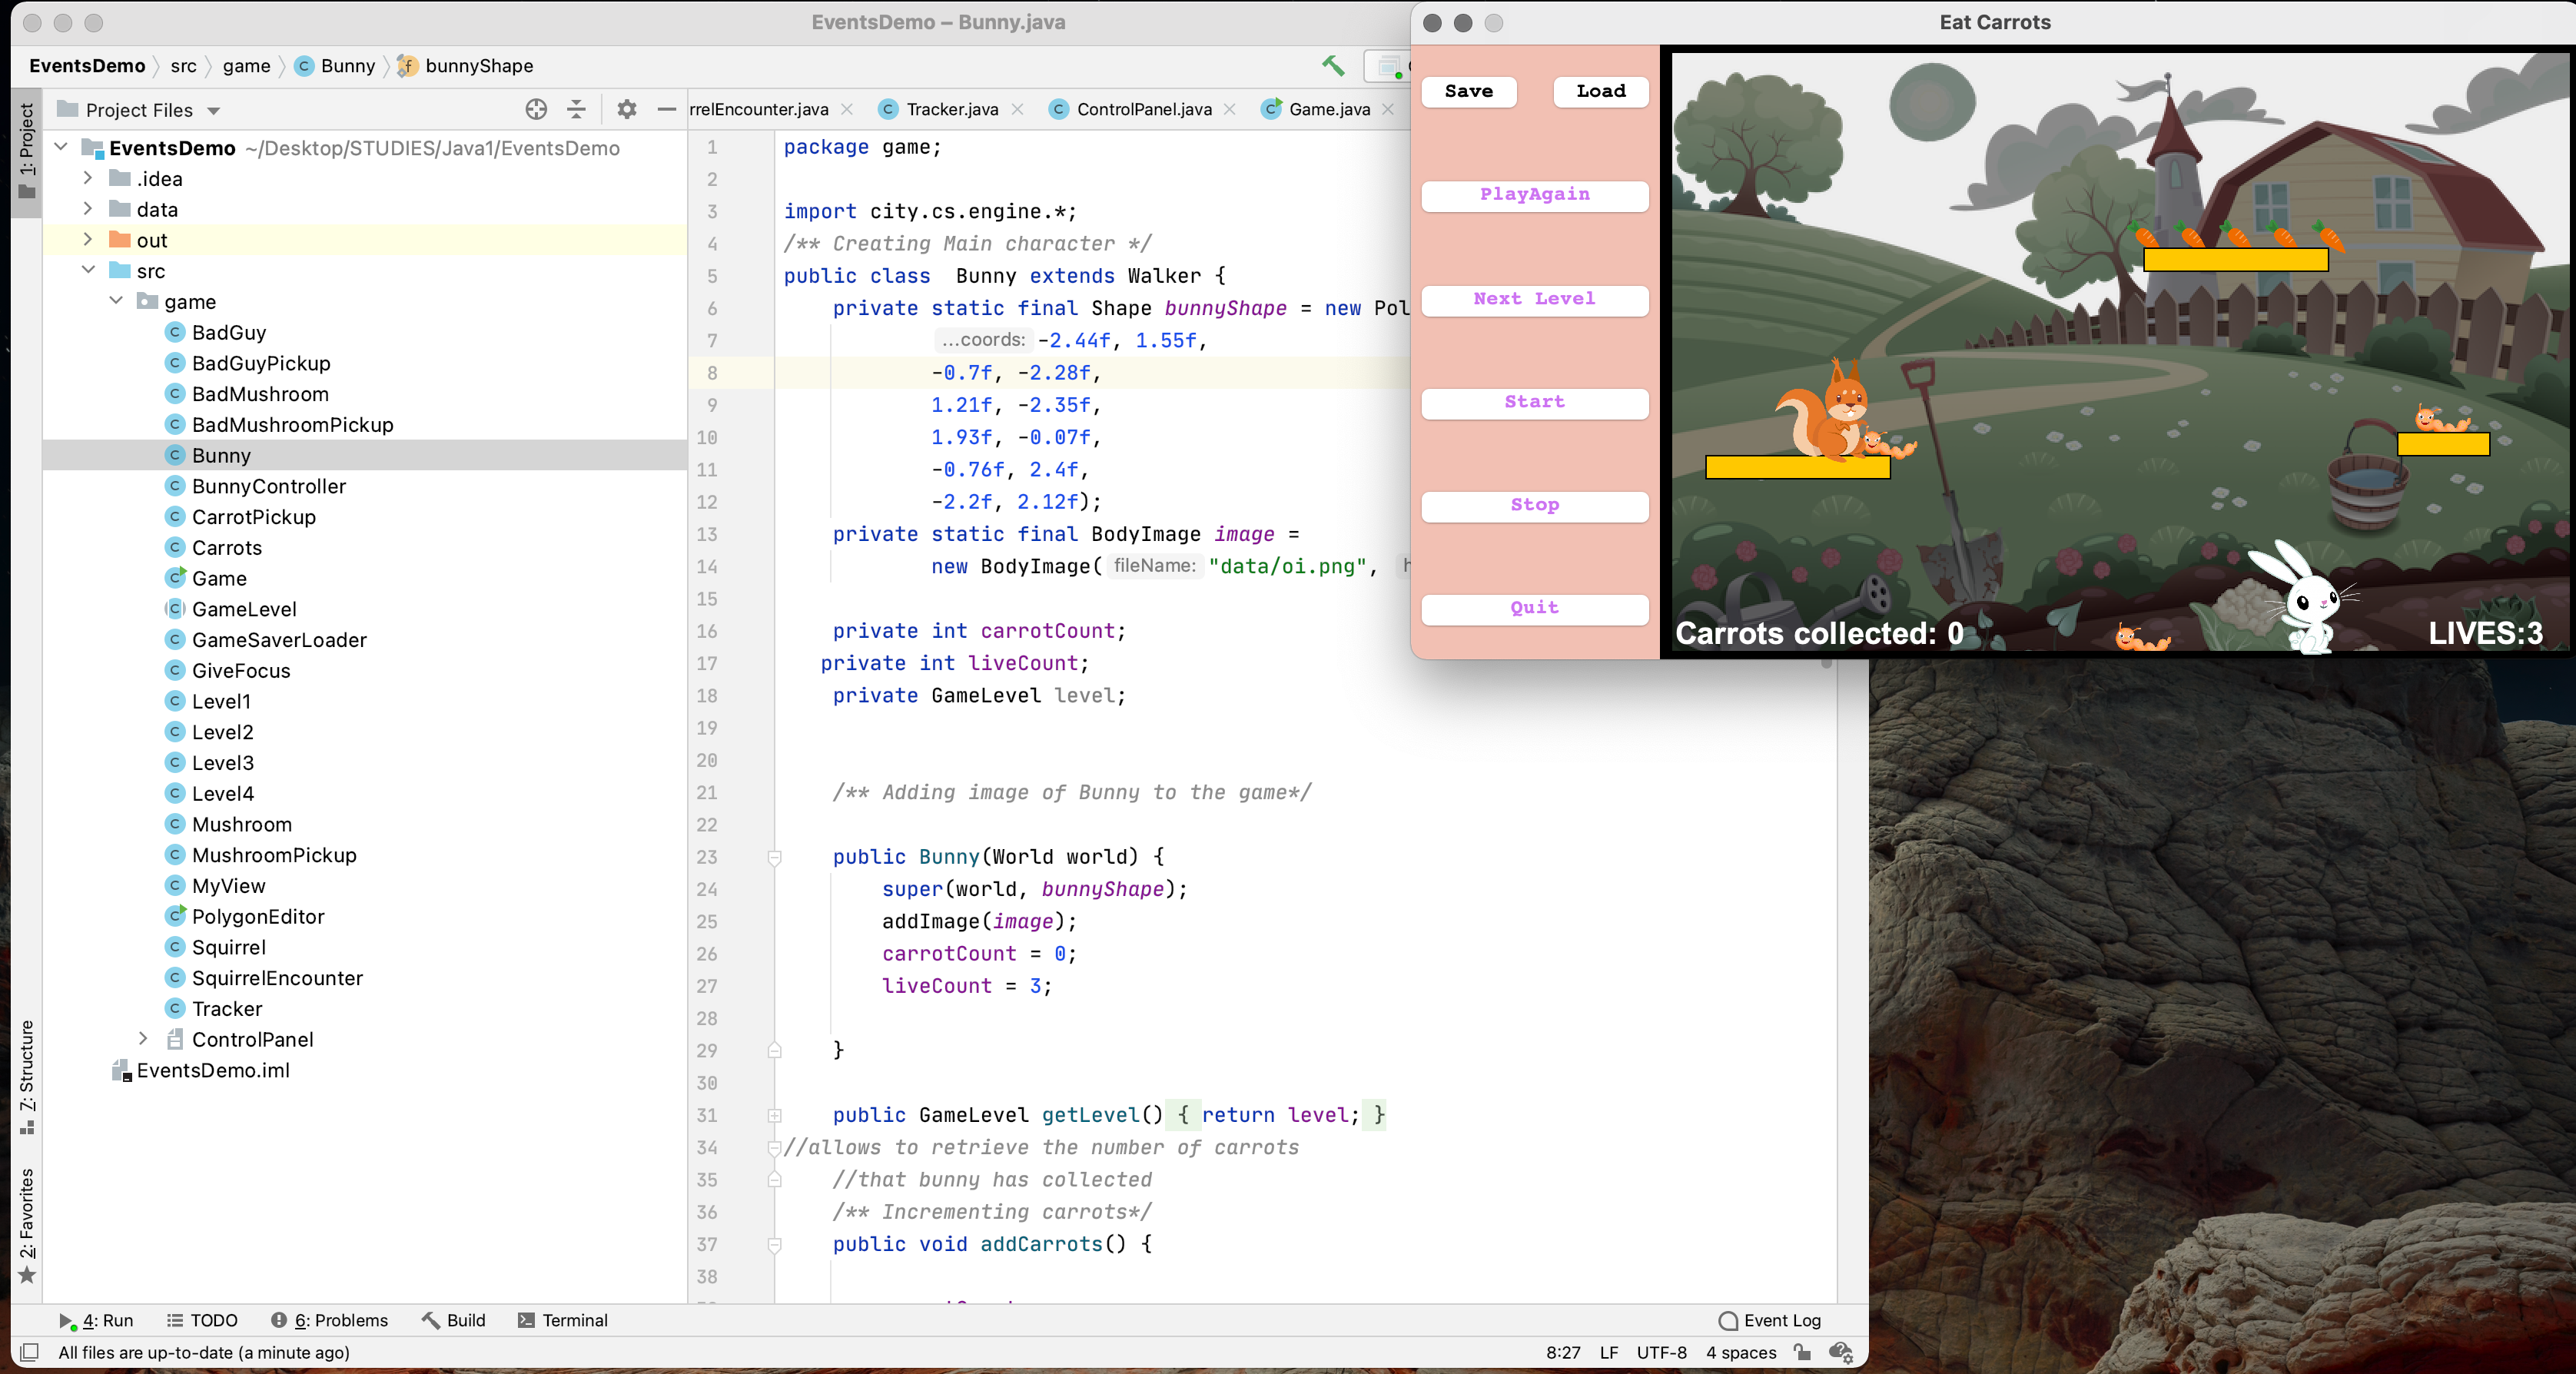 EventsDemo – Bunny.java
EventsDemo
src
game
Bunny
bunnyShape
1: Project
7: Structure
2: Favorites
Project Files
EventsDemo ~/Desktop/STUDIES/Java1/EventsDemo
.idea
data
out
src
game
BadGuy
BadGuyPickup
BadMushroom
BadMushroomPickup
Bunny
BunnyController
CarrotPickup
Carrots
Game
GameLevel
GameSaverLoader
GiveFocus
Level1
Level2
Level3
Level4
Mushroom
MushroomPickup
MyView
PolygonEditor
Squirrel
SquirrelEncounter
Tracker
ControlPanel
EventsDemo.iml
rrelEncounter.java
Tracker.java
ControlPanel.java
Game.java
1 package game;
2
3 import city.cs.engine.*;
4 /** Creating Main character */
5 public class  Bunny extends Walker {
6 private static final Shape bunnyShape = new Pol
7 ...coords: -2.44f, 1.55f,
8 -0.7f, -2.28f,
9 1.21f, -2.35f,
10 1.93f, -0.07f,
11 -0.76f, 2.4f,
12 -2.2f, 2.12f);
13 private static final BodyImage image =
14 new BodyImage( fileName: "data/oi.png", h
15
16 private int carrotCount;
17 private int liveCount;
18 private GameLevel level;
19
20
21 /** Adding image of Bunny to the game*/
22
23 public Bunny(World world) {
24 super(world, bunnyShape);
25 addImage(image);
26 carrotCount = 0;
27 liveCount = 3;
28
29 }
30
31 public GameLevel getLevel() { return level; }
34 //allows to retrieve the number of carrots
35 //that bunny has collected
36 /** Incrementing carrots*/
37 public void addCarrots() {
38
4: Run
TODO
6: Problems
Build
Terminal
Event Log
All files are up-to-date (a minute ago)
8:27
LF
UTF-8
4 spaces
Eat Carrots
Save
Load
PlayAgain
Next Level
Start
Stop
Quit
Carrots collected: 0
LIVES:3